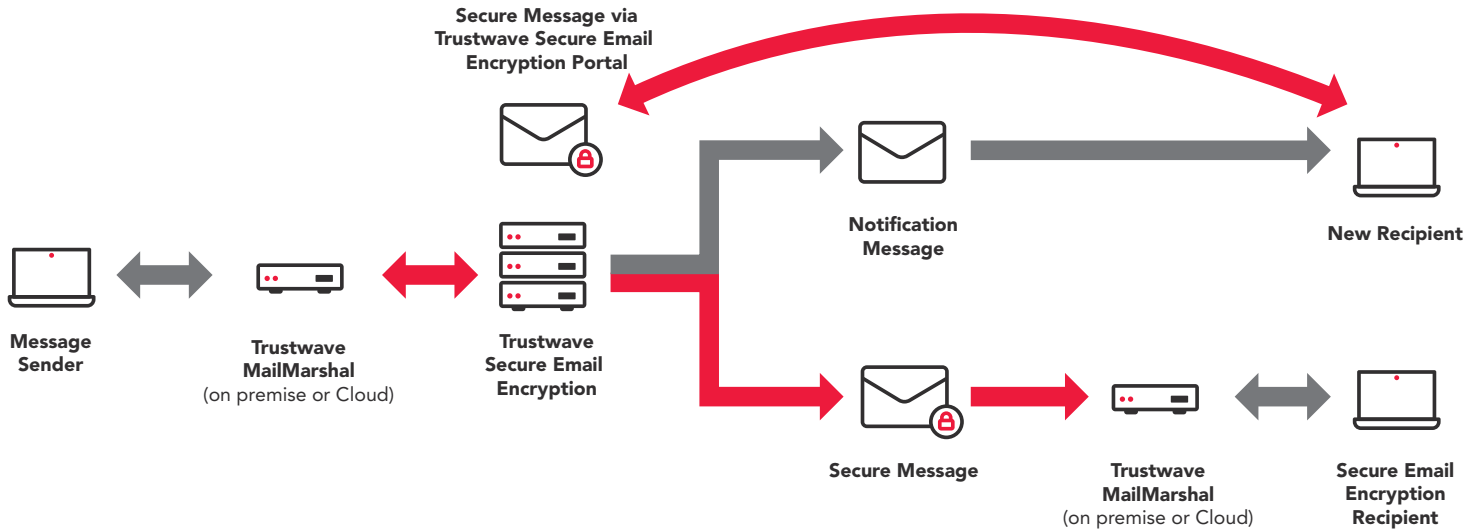 Secure Message via
Trustwave Secure Email
Encryption Portal
Notification
Message
New Recipient
Message
Sender
Trustwave
MailMarshal
(on premise or Cloud)
Trustwave
Secure Email
Encryption
Secure Message
Trustwave
MailMarshal
(on premise or Cloud)
Secure Email
Encryption
Recipient